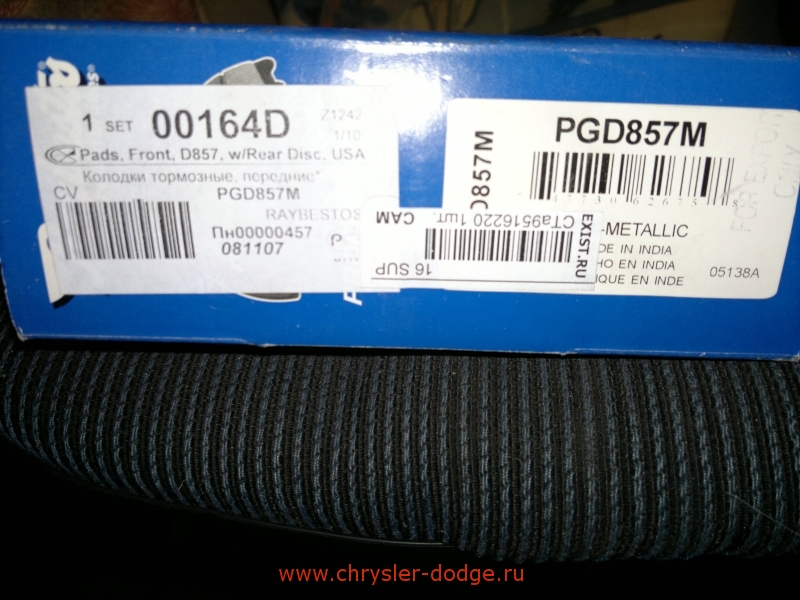 1 SET 00164D
Z1242
1/10
Pads, Front, D857, w/Rear Disc, USA
Колодки тормозные, передние"
CV
PGD857M
RAYBESTOS
Пн00000457
081107
EXIST.RU
СТа9516220 1шт. САМ
16 SUP
D857M
PGD857M
-METALLIC
DE IN INDIA
HO EN INDIA
IQUE EN INDE
05138A
FOR EXPORT
ONLY
www.chrysler-dodge.ru